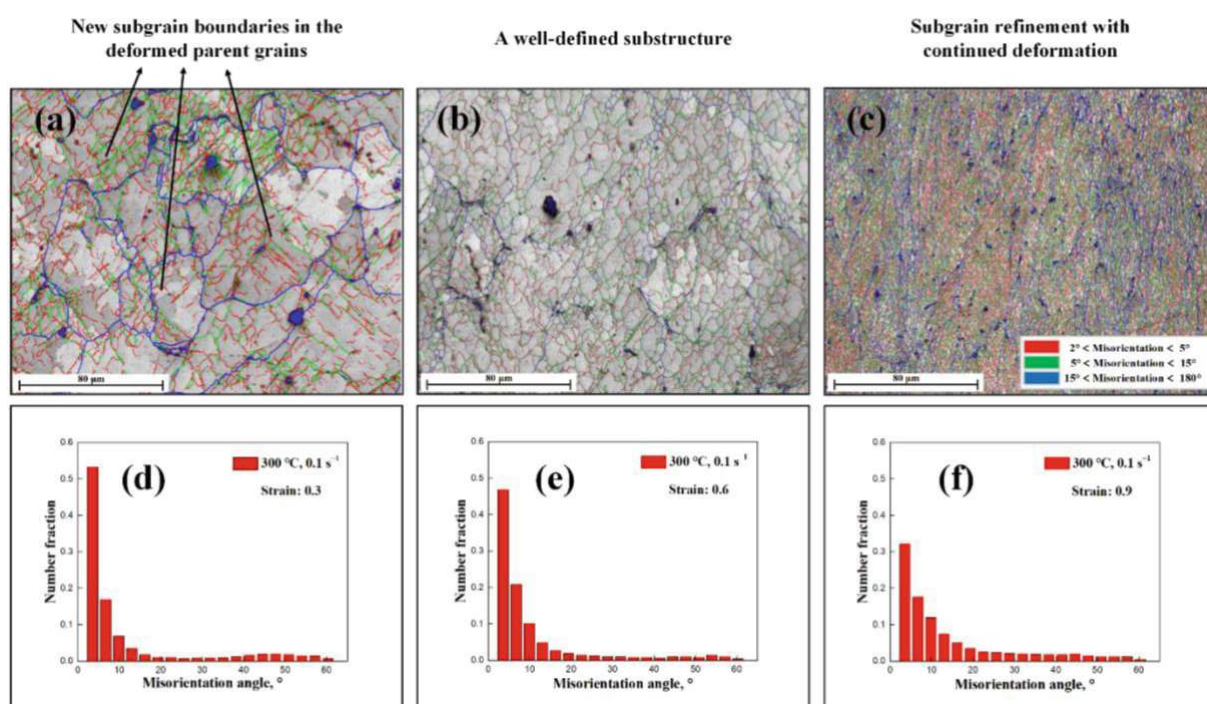 New subgrain boundaries in the
deformed parent grains
A well-defined substructure
Subgrain refinement with
continued deformation
(a)
80 µm
(b)
80 µm
(c)
80 µm
2° < Misorientation < 5°
5° < Misorientation < 15°
15° < Misorientation < 180°
(d)
300 °C, 0.1 s⁻¹
Strain: 0.3
Number fraction
0.6
0.5
0.4
0.3
0.2
0.1
0.0
0 10 20 30 40 50 60
Misorientation angle, °
(e)
300 °C, 0.1 s⁻¹
Strain: 0.6
Number fraction
0.6
0.5
0.4
0.3
0.2
0.1
0.0
0 10 20 30 40 50 60
Misorientation angle, °
(f)
300 °C, 0.1 s⁻¹
Strain: 0.9
Number fraction
0.6
0.5
0.4
0.3
0.2
0.1
0.0
0 10 20 30 40 50 60
Misorientation angle, °